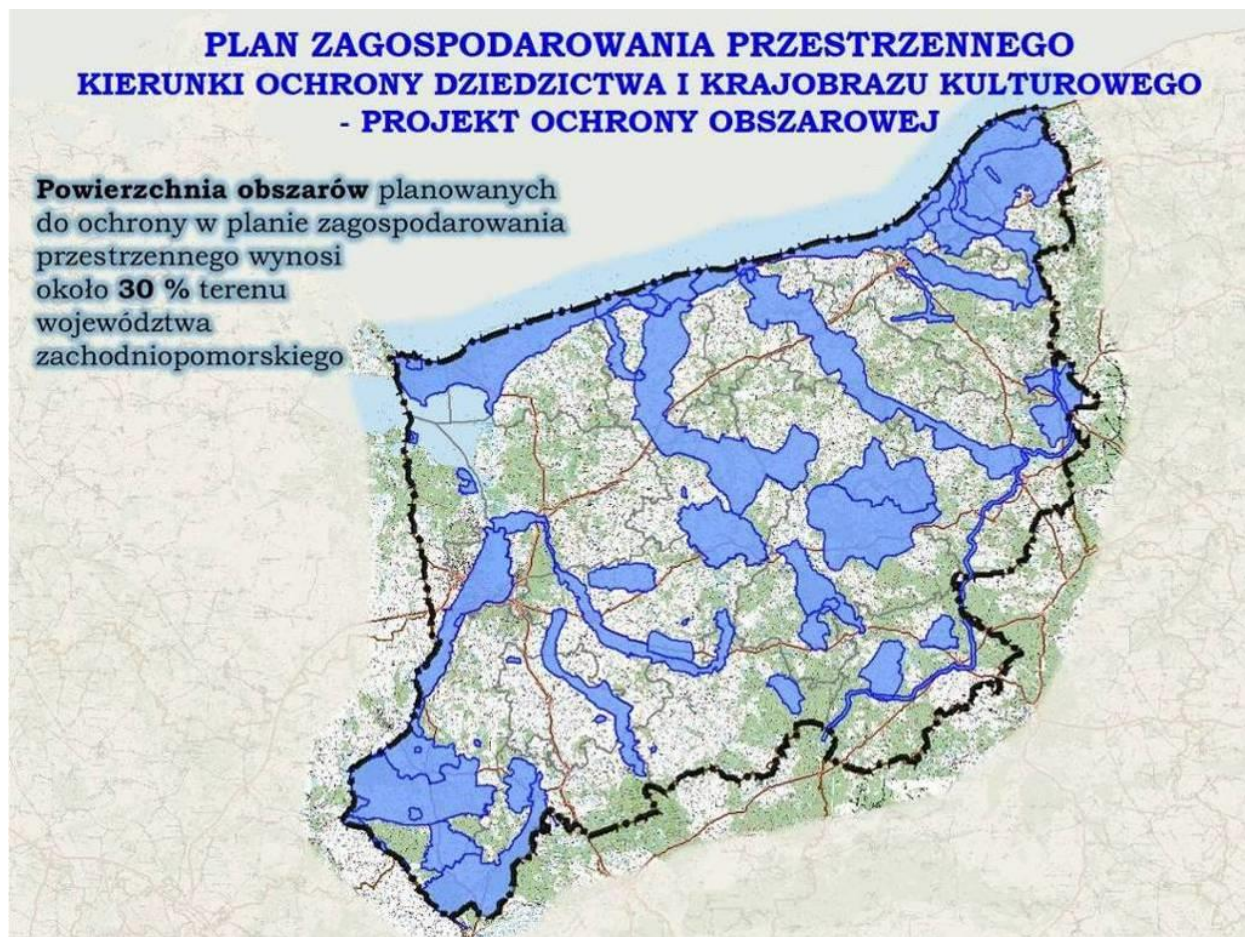 PLAN ZAGOSPODAROWANIA PRZESTRZENNEGO
KIERUNKI OCHRONY DZIEDZICTWA I KRAJOBRAZU KULTUROWEGO
- PROJEKT OCHRONY OBSZAROWEJ
Powierzchnia obszarów planowanych
do ochrony w planie zagospodarowania
przestrzennego wynosi
około 30 % terenu
województwa
zachodniopomorskiego